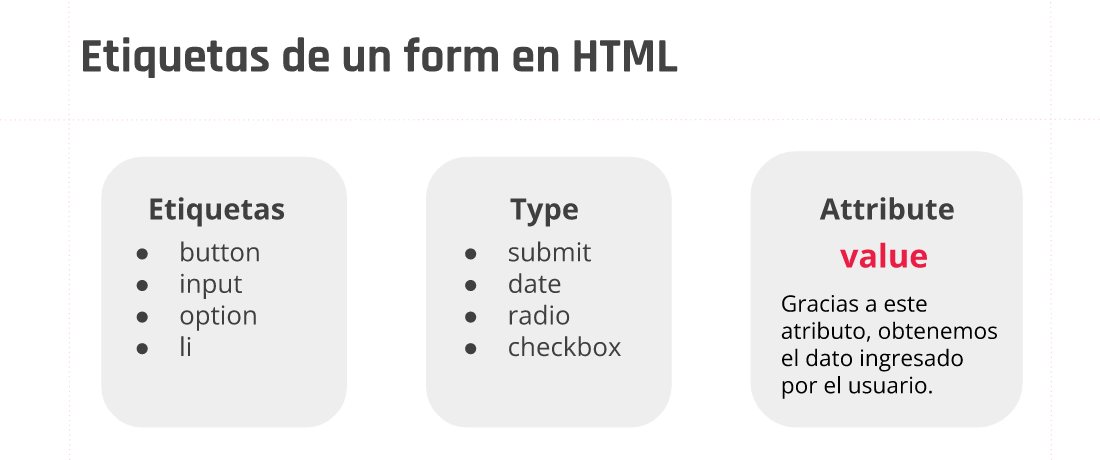 Etiquetas de un form en HTML
Etiquetas
● button
● input
● option
● li
Type
● submit
● date
● radio
● checkbox
Attribute
value
Gracias a este
atributo, obtenemos
el dato ingresado
por el usuario.